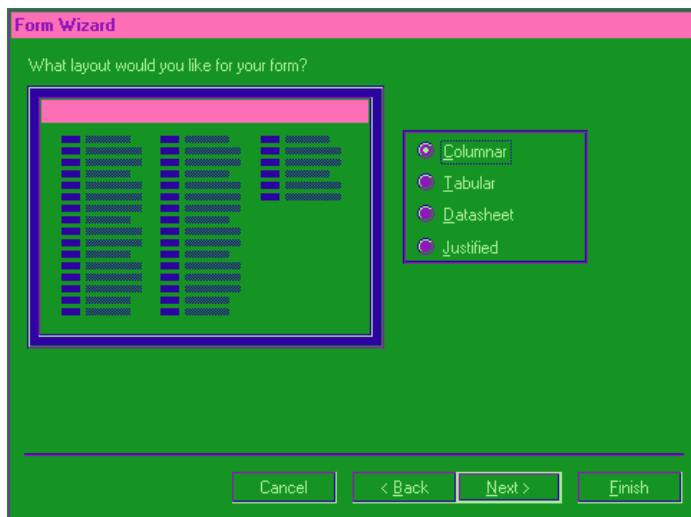 Form Wizard
What layout would you like for your form?
Columnar
Tabular
Datasheet
Justified
Cancel
< Back
Next >
Finish